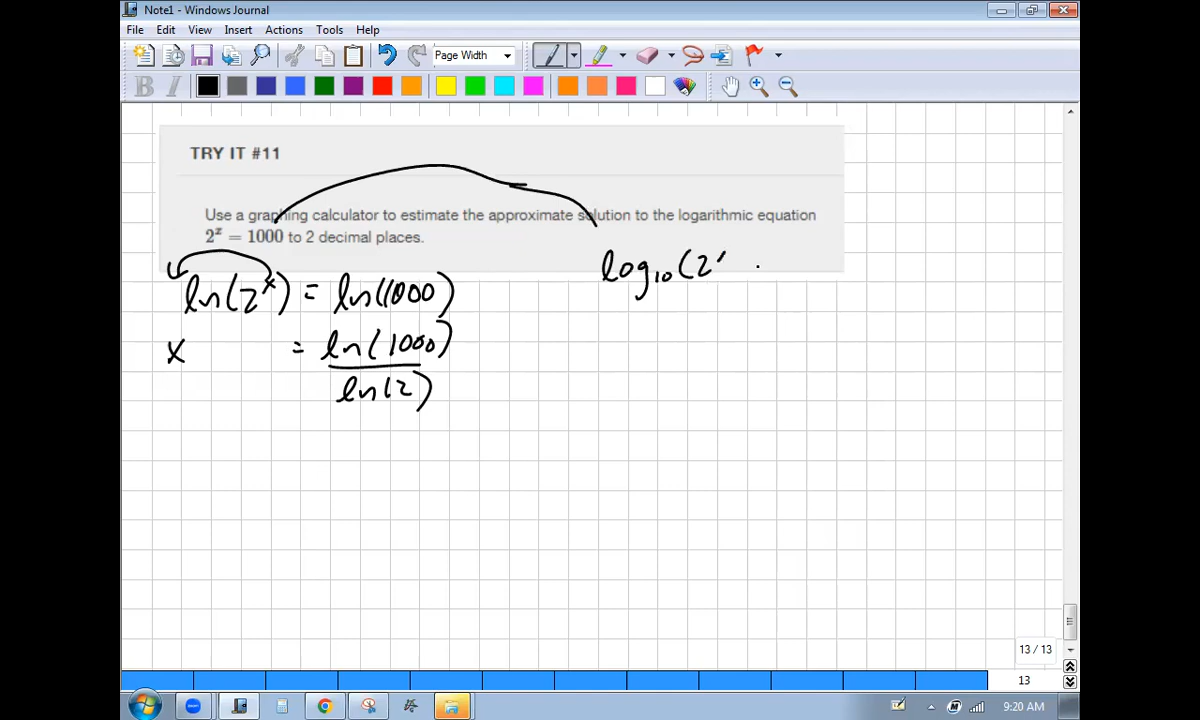 Note1 - Windows Journal
File Edit View Insert Actions Tools Help
Page Width
B I
TRY IT #11
Use a graphing calculator to estimate the approximate solution to the logarithmic equation
2^x = 1000 to 2 decimal places.
ln(2^x) = ln(1000)
x = ln(1000)
ln(2)
log₁₀(2
13 / 13
13
9:20 AM